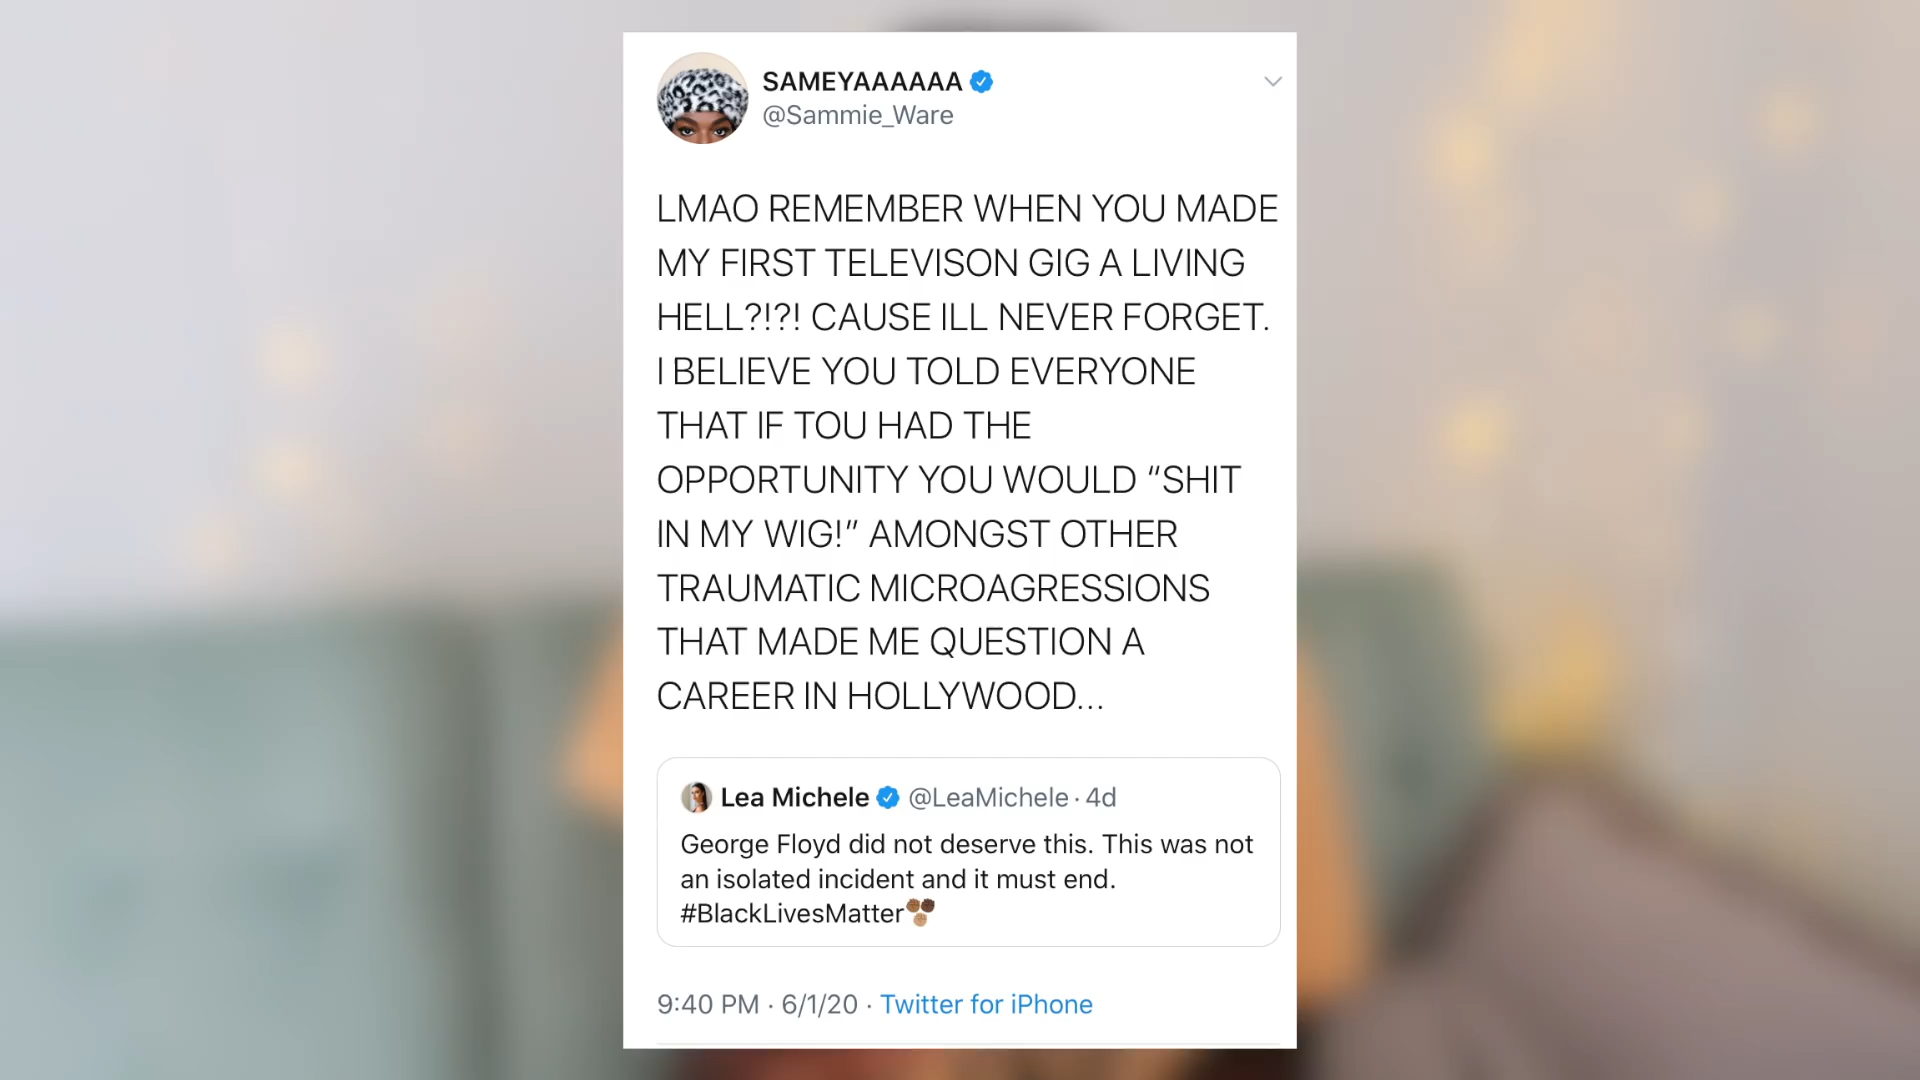 SAMEYAAAAAA
@Sammie_Ware
LMAO REMEMBER WHEN YOU MADE
MY FIRST TELEVISON GIG A LIVING
HELL?!?! CAUSE ILL NEVER FORGET.
I BELIEVE YOU TOLD EVERYONE
THAT IF TOU HAD THE
OPPORTUNITY YOU WOULD “SHIT
IN MY WIG!” AMONGST OTHER
TRAUMATIC MICROAGRESSIONS
THAT MADE ME QUESTION A
CAREER IN HOLLYWOOD...
Lea Michele @LeaMichele · 4d
George Floyd did not deserve this. This was not
an isolated incident and it must end.
#BlackLivesMatter✊🏾✊🏿✊🏽
9:40 PM · 6/1/20 · Twitter for iPhone